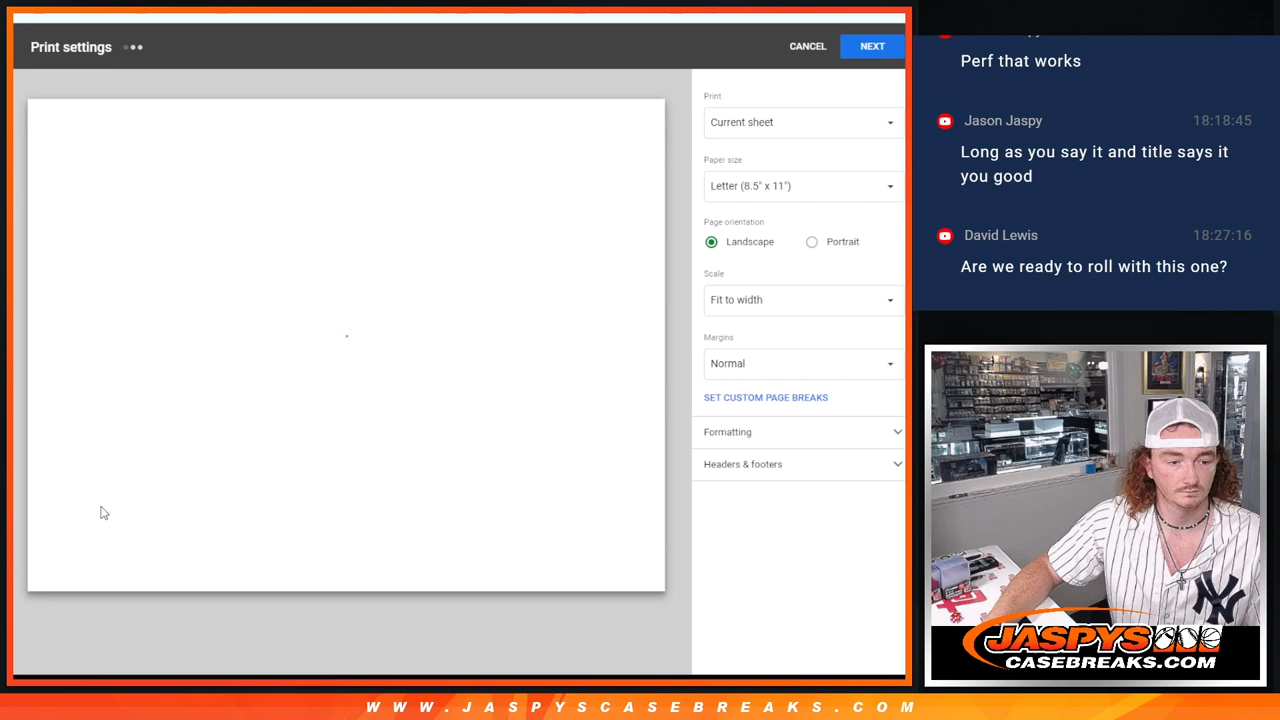 Print settings
CANCEL
NEXT
Print
Current sheet
Paper size
Letter (8.5" x 11")
Page orientation
Landscape
Portrait
Scale
Fit to width
Margins
Normal
SET CUSTOM PAGE BREAKS
Formatting
Headers & footers
Perf that works
Jason Jaspy
18:18:45
Long as you say it and title says it
you good
David Lewis
18:27:16
Are we ready to roll with this one?
NY
JASPYS
CASEBREAKS.COM
WWW.JASPYSCASEBREAKS.COM